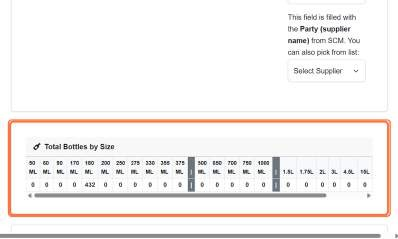 This field is filled with
the Party (supplier
name) from SCM. You
can also pick from list:
Select Supplier
Total Bottles by Size
50 ML 60 ML 90 ML 170 ML 180 ML 200 ML 250 ML 275 ML 330 ML 355 ML 375 ML | 500 ML 650 ML 700 ML 750 ML 1000 ML | 1.5L 1.75L 2L 3L 4.5L 15L
0 0 0 0 432 0 0 0 0 0 0 | 0 0 0 0 0 | 0 0 0 0 0 0